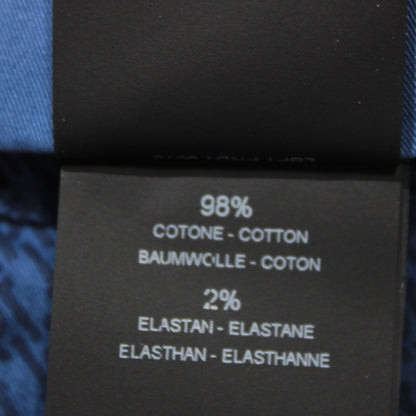 98%
COTONE - COTTON
BAUMWOLLE - COTON
2%
ELASTAN - ELASTANE
ELASTHAN - ELASTHANNE